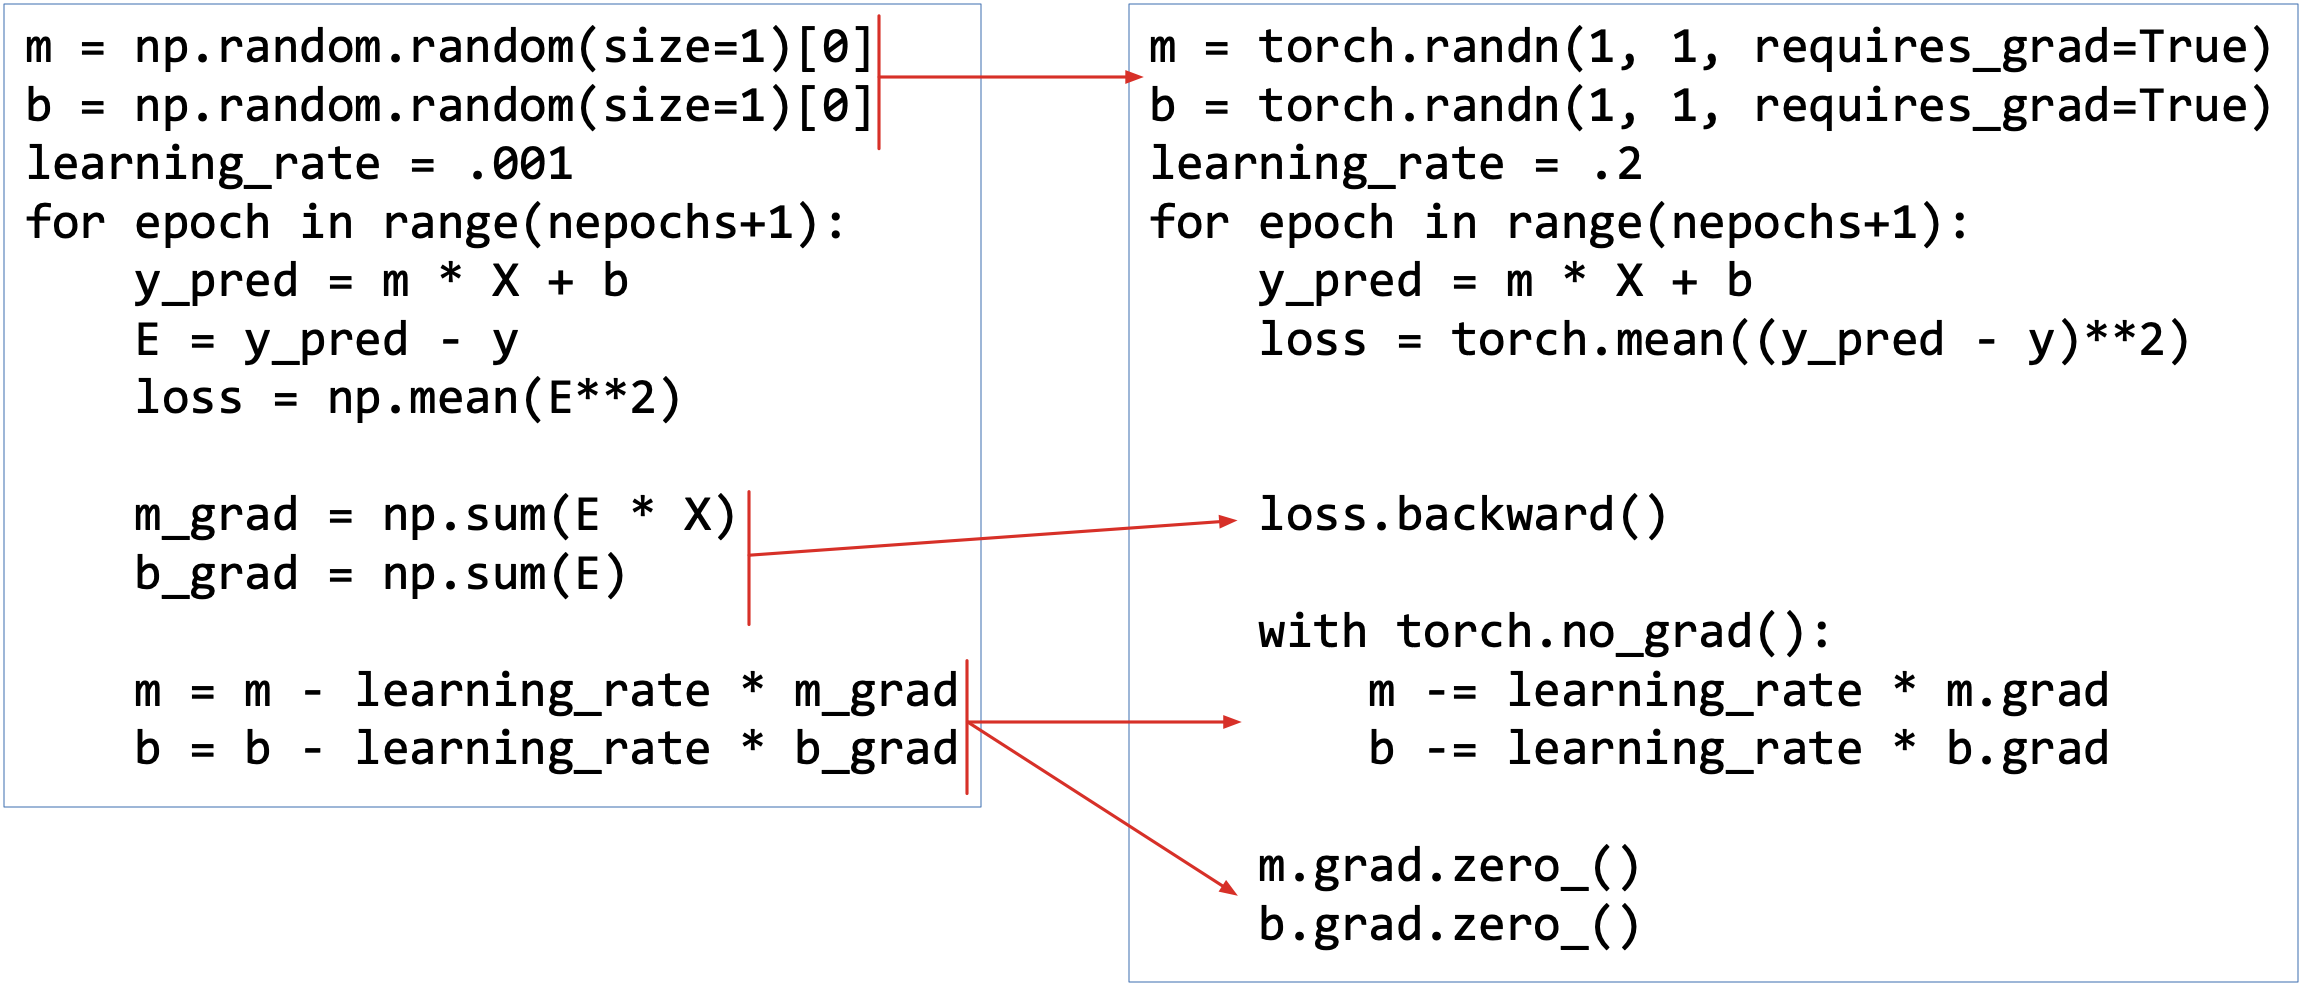 m = np.random.random(size=1)[0]
b = np.random.random(size=1)[0]
learning_rate = .001
for epoch in range(nepochs+1):
    y_pred = m * X + b
    E = y_pred - y
    loss = np.mean(E**2)

    m_grad = np.sum(E * X)
    b_grad = np.sum(E)

    m = m - learning_rate * m_grad
    b = b - learning_rate * b_grad

m = torch.randn(1, 1, requires_grad=True)
b = torch.randn(1, 1, requires_grad=True)
learning_rate = .2
for epoch in range(nepochs+1):
    y_pred = m * X + b
    loss = torch.mean((y_pred - y)**2)

    loss.backward()

    with torch.no_grad():
        m -= learning_rate * m.grad
        b -= learning_rate * b.grad

    m.grad.zero_()
    b.grad.zero_()